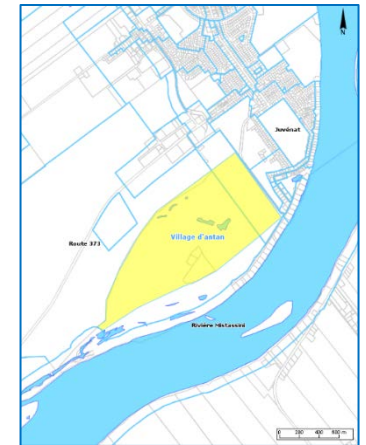 N
Juvénat
Village d'antan
Route 373
Rivière Mistassini
0 200 400 600 m